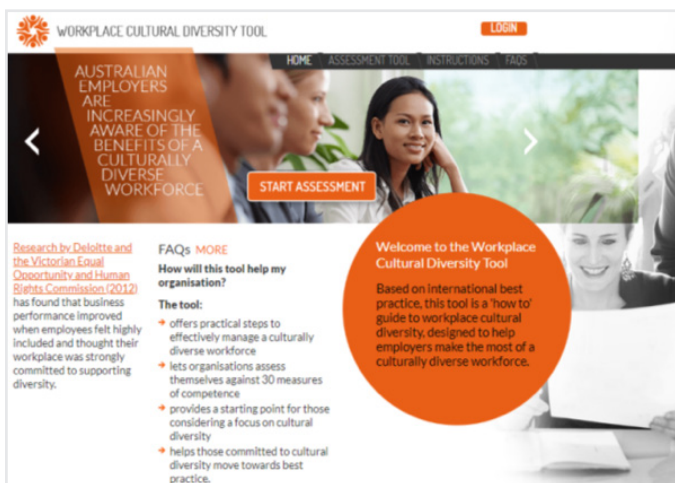 WORKPLACE CULTURAL DIVERSITY TOOL
LOGIN
HOME
ASSESSMENT TOOL
INSTRUCTIONS
FAQS
AUSTRALIAN
EMPLOYERS
ARE
INCREASINGLY
AWARE OF THE
BENEFITS OF A
CULTURALLY
DIVERSE
WORKFORCE
START ASSESSMENT
Research by Deloitte and
the Victorian Equal
Opportunity and Human
Rights Commission (2012)
has found that business
performance improved
when employees felt highly
included and thought their
workplace was strongly
committed to supporting
diversity.
FAQs MORE
How will this tool help my
organisation?
The tool:
offers practical steps to
effectively manage a culturally
diverse workforce
lets organisations assess
themselves against 30 measures
of competence
provides a starting point for those
considering a focus on cultural
diversity
helps those committed to cultural
diversity move towards best
practice.
Welcome to the Workplace
Cultural Diversity Tool
Based on international best
practice, this tool is a 'how to'
guide to workplace cultural
diversity, designed to help
employers make the most of a
culturally diverse workforce.